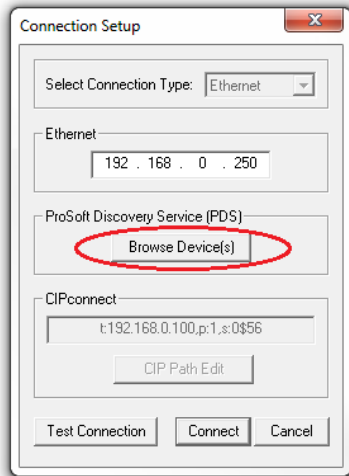 Connection Setup
Select Connection Type: Ethernet
Ethernet
192 . 168 . 0 . 250
ProSoft Discovery Service (PDS)
Browse Device(s)
CIPconnect
t:192.168.0.100,p:1,s:0$56
CIP Path Edit
Test Connection Connect Cancel